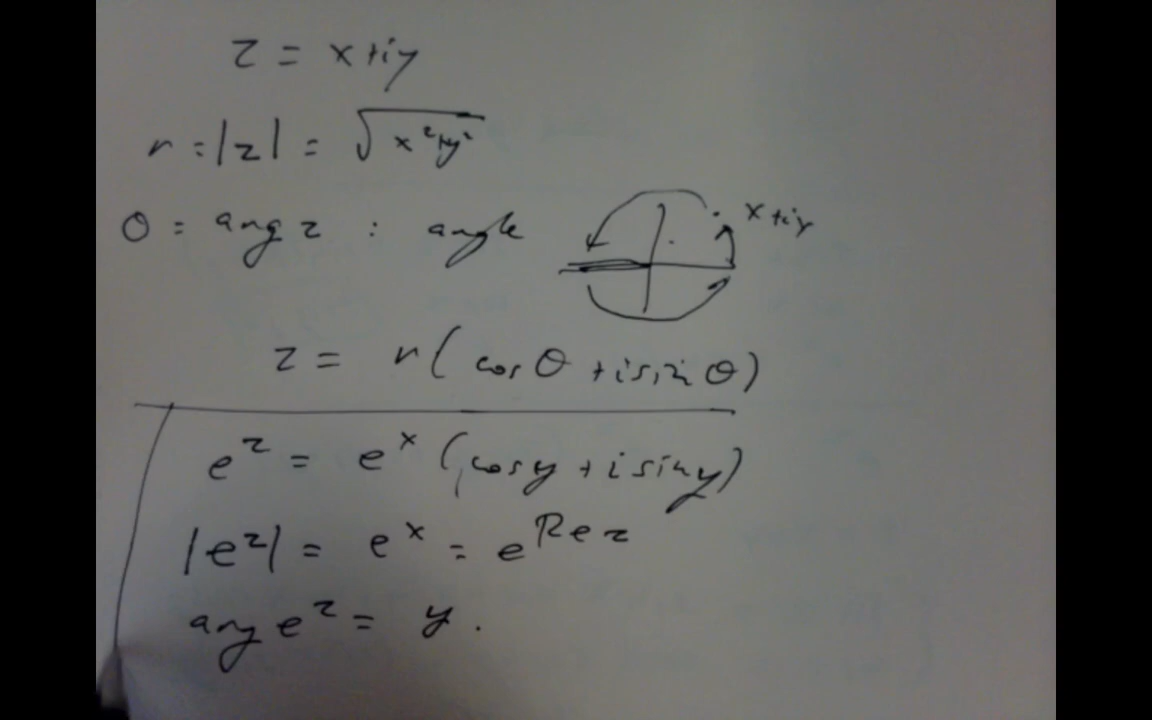 z = x+iy
r = |z| = √x²+y²
θ = arg z : angle
x+iy
z = r( cos θ + i sin θ)
e^z = e^x (cos y + i sin y)
|e^z| = e^x = e^Re z
arg e^z = y.